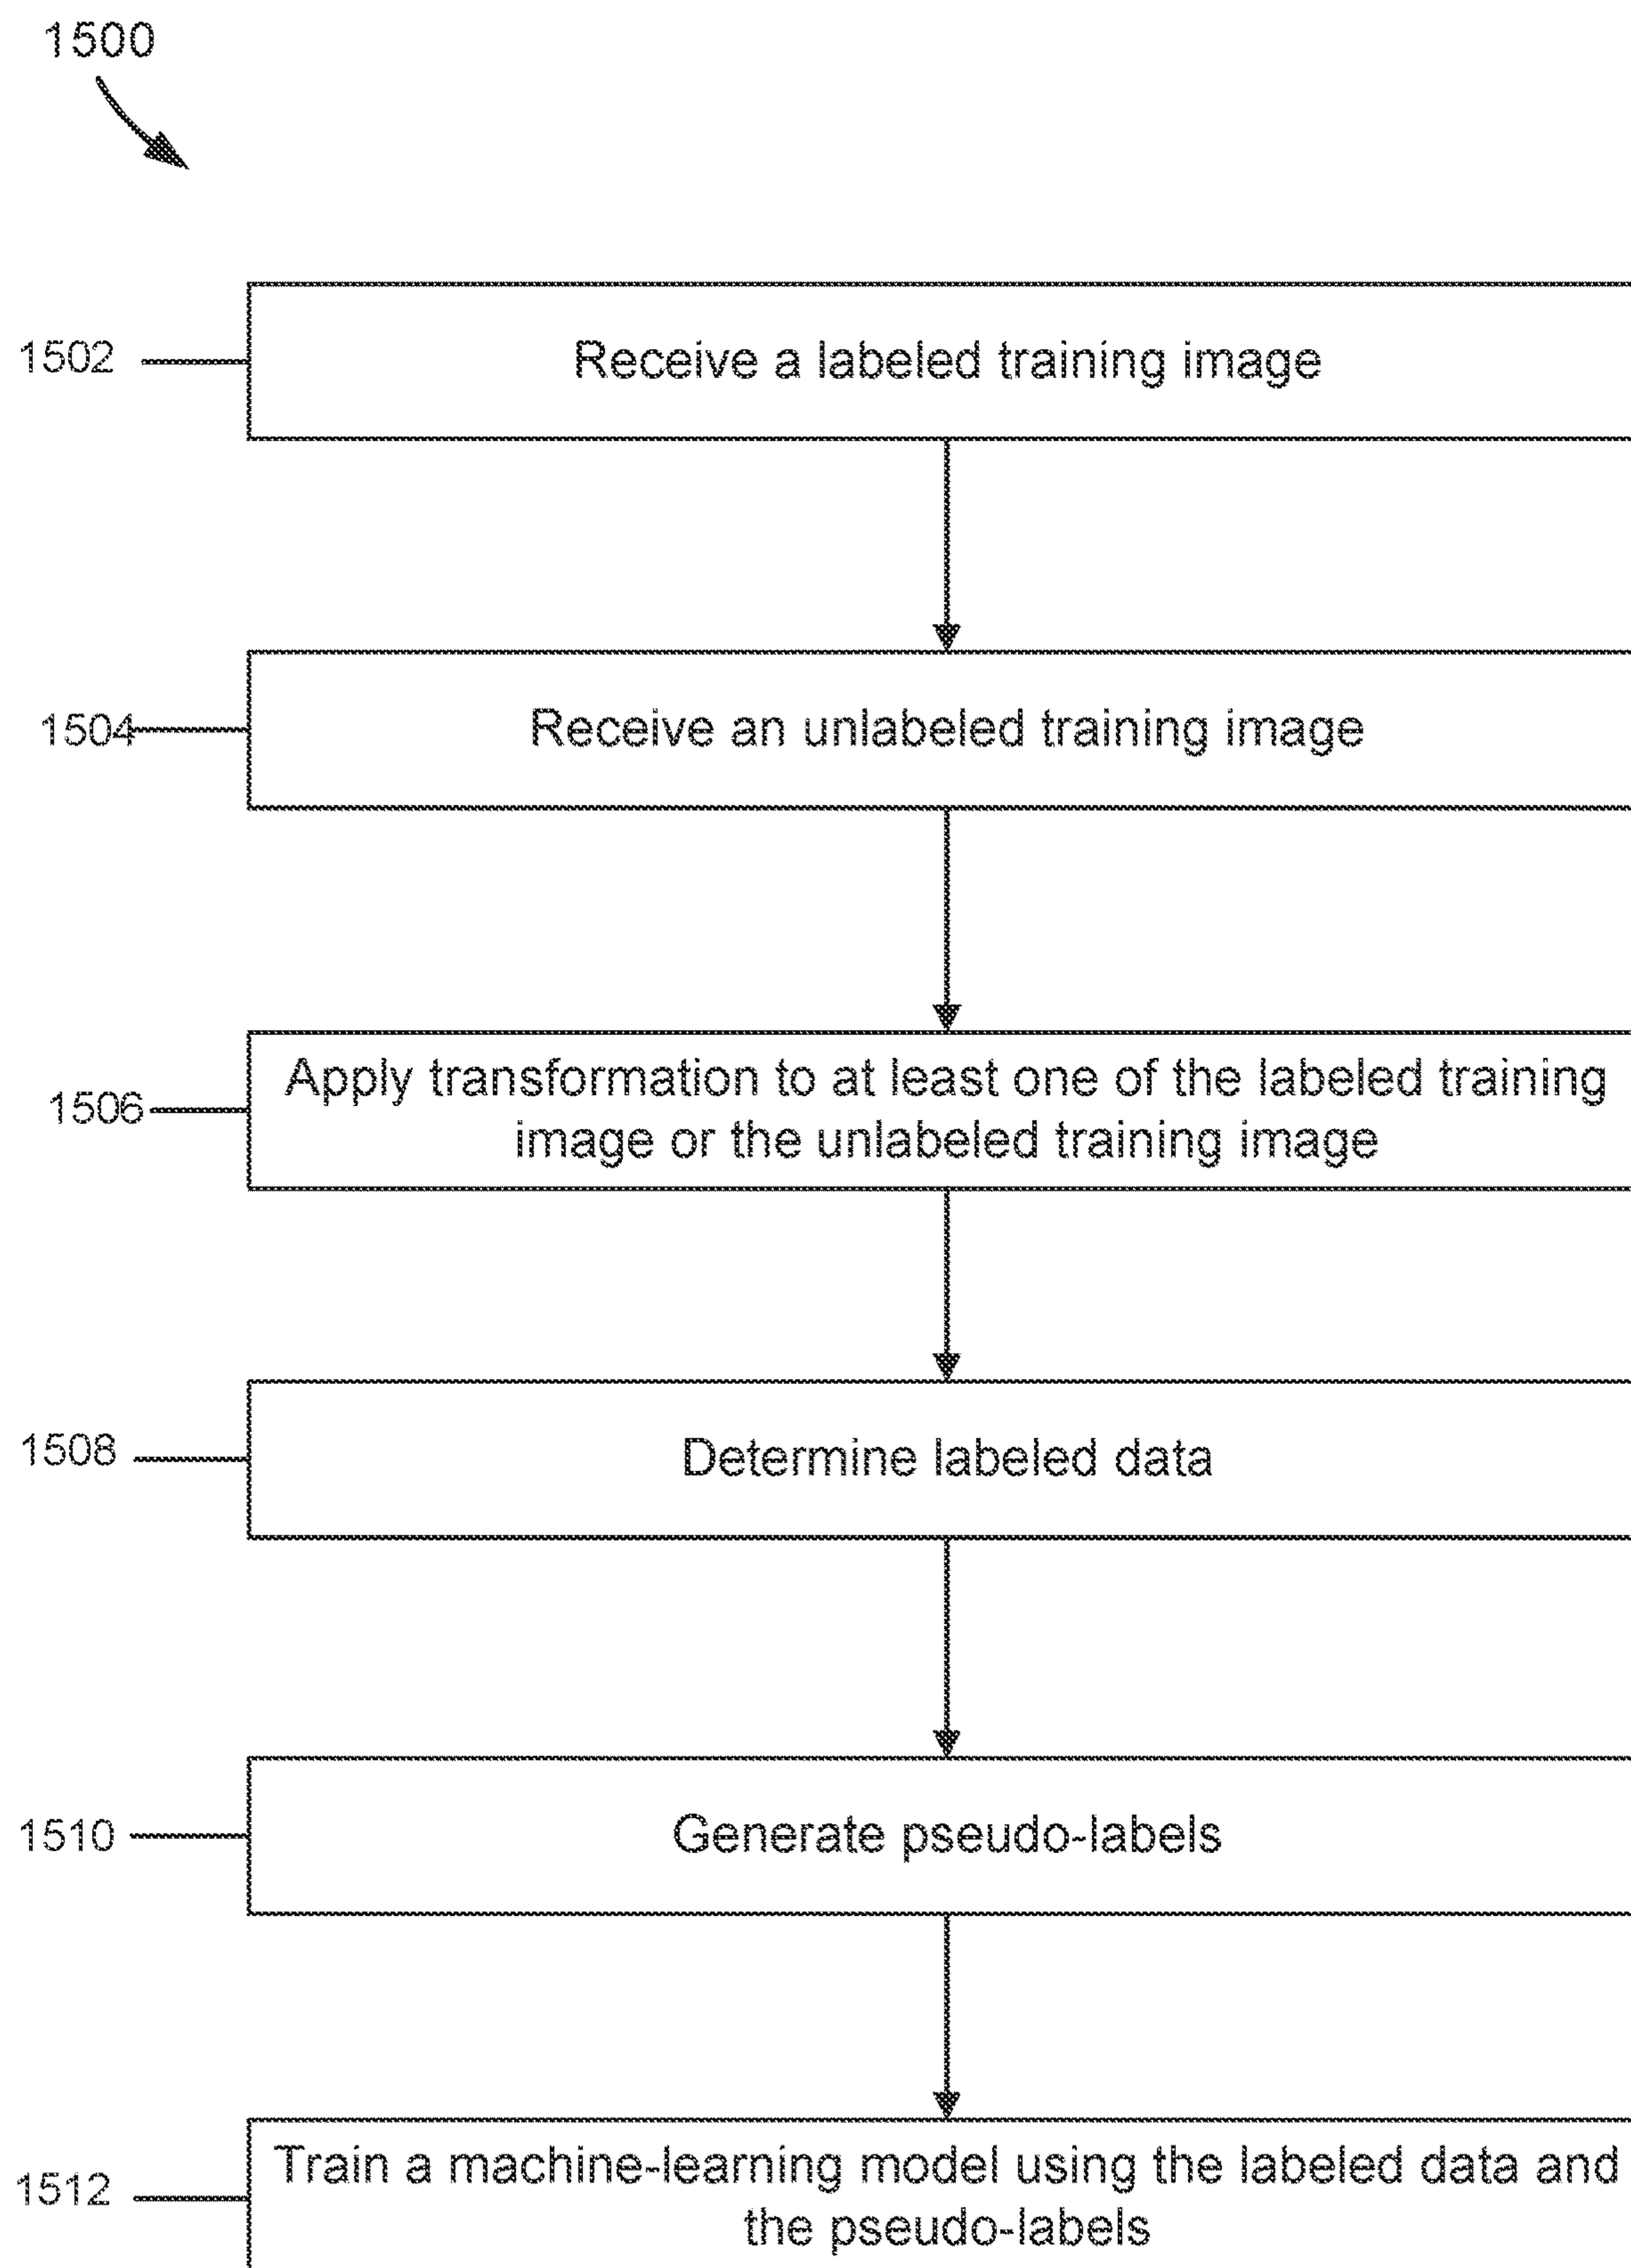 1500
1502
Receive a labeled training image
1504
Receive an unlabeled training image
1506
Apply transformation to at least one of the labeled training
image or the unlabeled training image
1508
Determine labeled data
1510
Generate pseudo-labels
1512
Train a machine-learning model using the labeled data and
the pseudo-labels